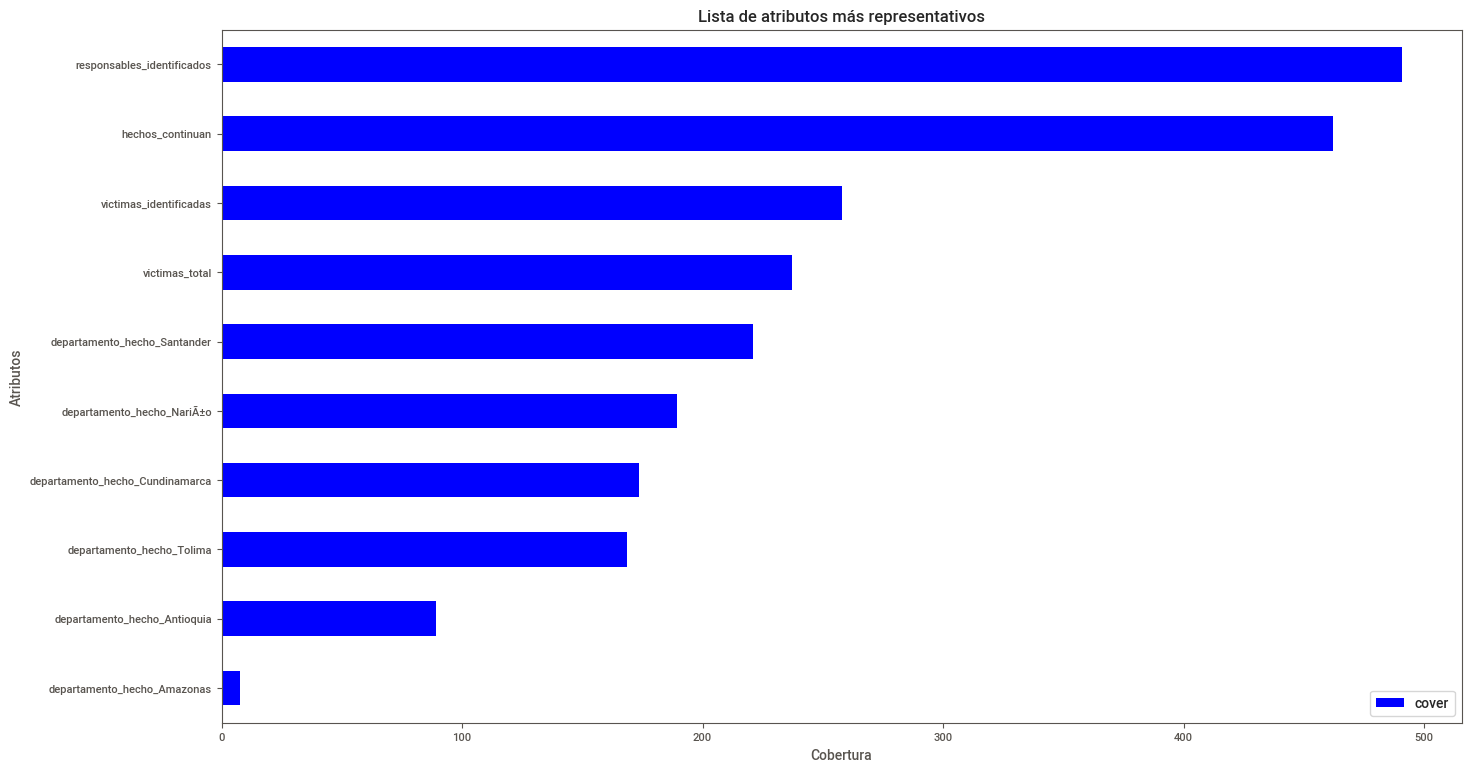 Lista de atributos más representativos
Atributos
responsables_identificados
hechos_continuan
victimas_identificadas
victimas_total
departamento_hecho_Santander
departamento_hecho_NariÃ±o
departamento_hecho_Cundinamarca
departamento_hecho_Tolima
departamento_hecho_Antioquia
departamento_hecho_Amazonas
cover
0 100 200 300 400 500
Cobertura